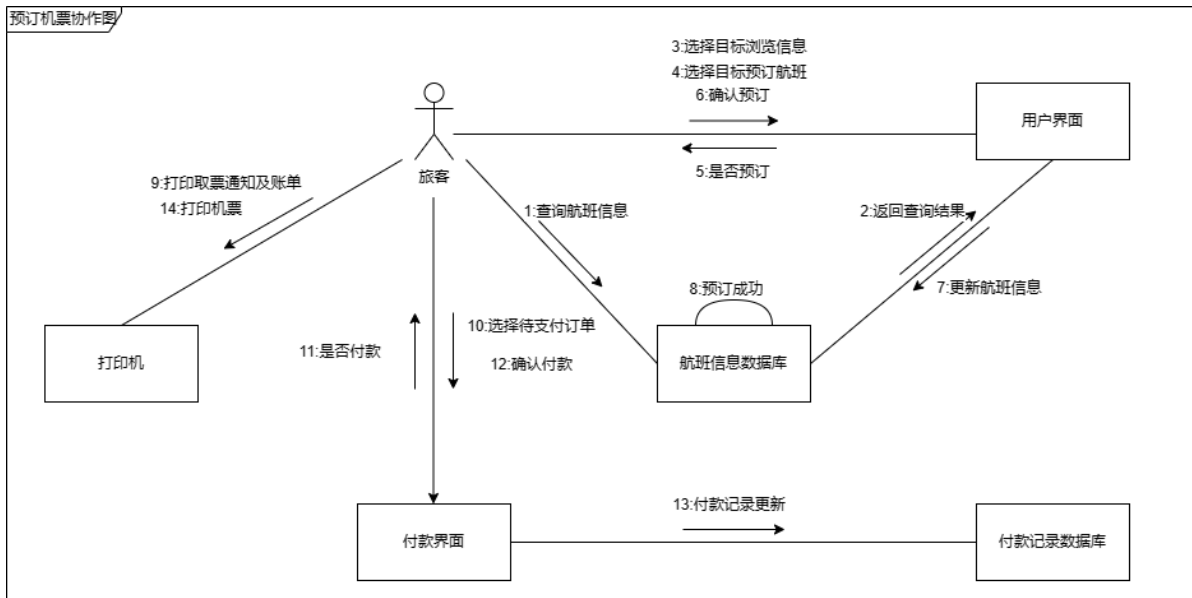 预订机票协作图
3:选择目标浏览信息
4:选择目标预订航班
6:确认预订
用户界面
5:是否预订
旅客
9:打印取票通知及账单
14:打印机票
1:查询航班信息
2:返回查询结果
8:预订成功
7:更新航班信息
10:选择待支付订单
11:是否付款
12:确认付款
打印机
航班信息数据库
13:付款记录更新
付款界面
付款记录数据库